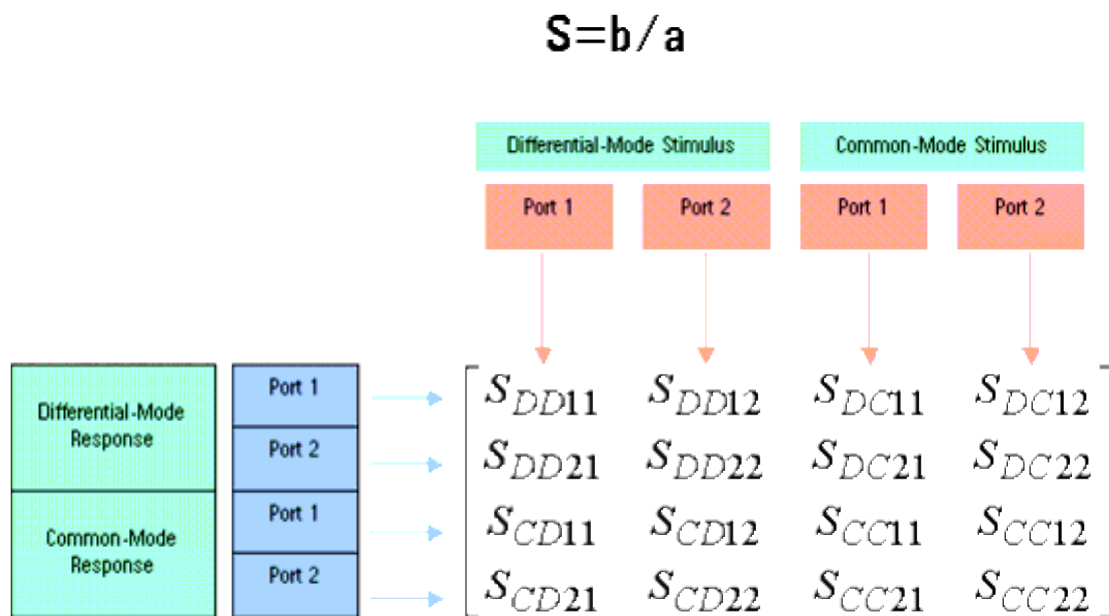 S=b/a
Differential-Mode Stimulus Common-Mode Stimulus
Port 1 Port 2 Port 1 Port 2
Differential-Mode
Response
Common-Mode
Response
Port 1
Port 2
Port 1
Port 2
S_DD11 S_DD12 S_DC11 S_DC12
S_DD21 S_DD22 S_DC21 S_DC22
S_CD11 S_CD12 S_CC11 S_CC12
S_CD21 S_CD22 S_CC21 S_CC22